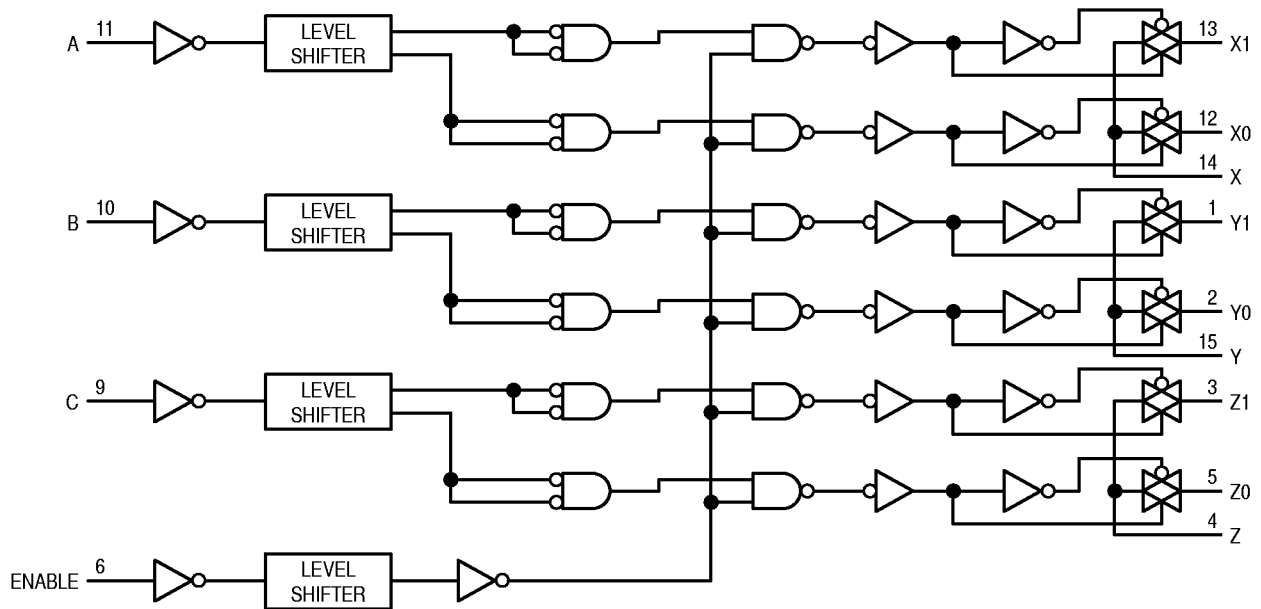 A
11
LEVEL
SHIFTER
13
X1
12
X0
14
X
B
10
LEVEL
SHIFTER
1
Y1
2
Y0
15
Y
C
9
LEVEL
SHIFTER
3
Z1
5
Z0
4
Z
ENABLE
6
LEVEL
SHIFTER